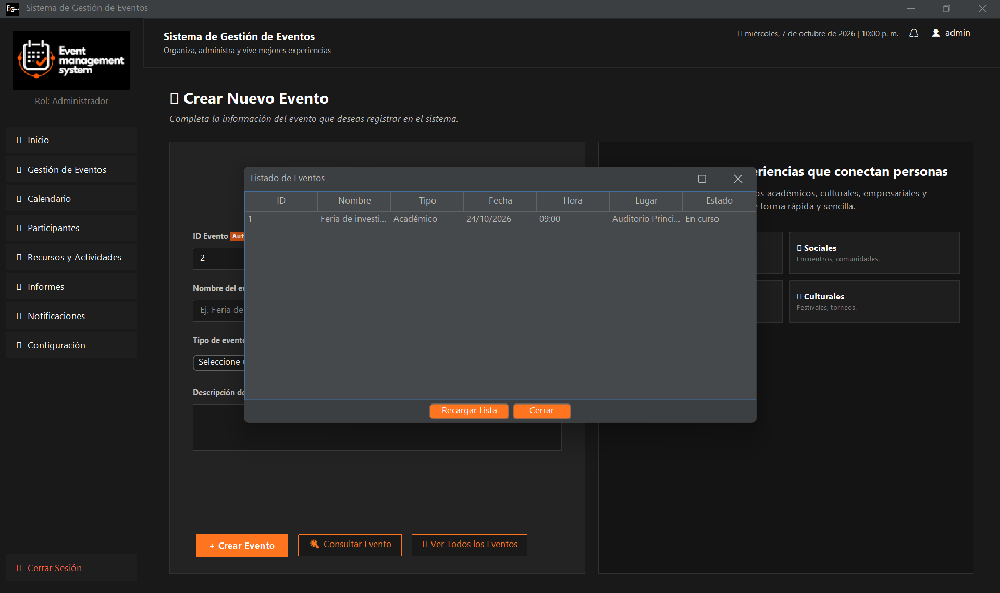 Sistema de Gestión de Eventos
Event
management
system
Rol: Administrador
Inicio
Gestión de Eventos
Calendario
Participantes
Recursos y Actividades
Informes
Notificaciones
Configuración
Cerrar Sesión
Sistema de Gestión de Eventos
Organiza, administra y vive mejores experiencias
miércoles, 7 de octubre de 2026 | 10:00 p. m.
admin
Crear Nuevo Evento
Completa la información del evento que deseas registrar en el sistema.
ID Evento
2
Nombre del
Ej. Feria de
Tipo de
Seleccione
Descripción
+ Crear Evento
Consultar Evento
Ver Todos los Eventos
Listado de Eventos
ID Nombre Tipo Fecha Hora Lugar Estado
1 Feria de investi... Académico 24/10/2026 09:00 Auditorio Princi... En curso
Recargar Lista
Cerrar
que conectan personas
académicos, culturales, empresariales y
forma rápida y sencilla.
Sociales
Encuentros, comunidades.
Culturales
Festivales, torneos.